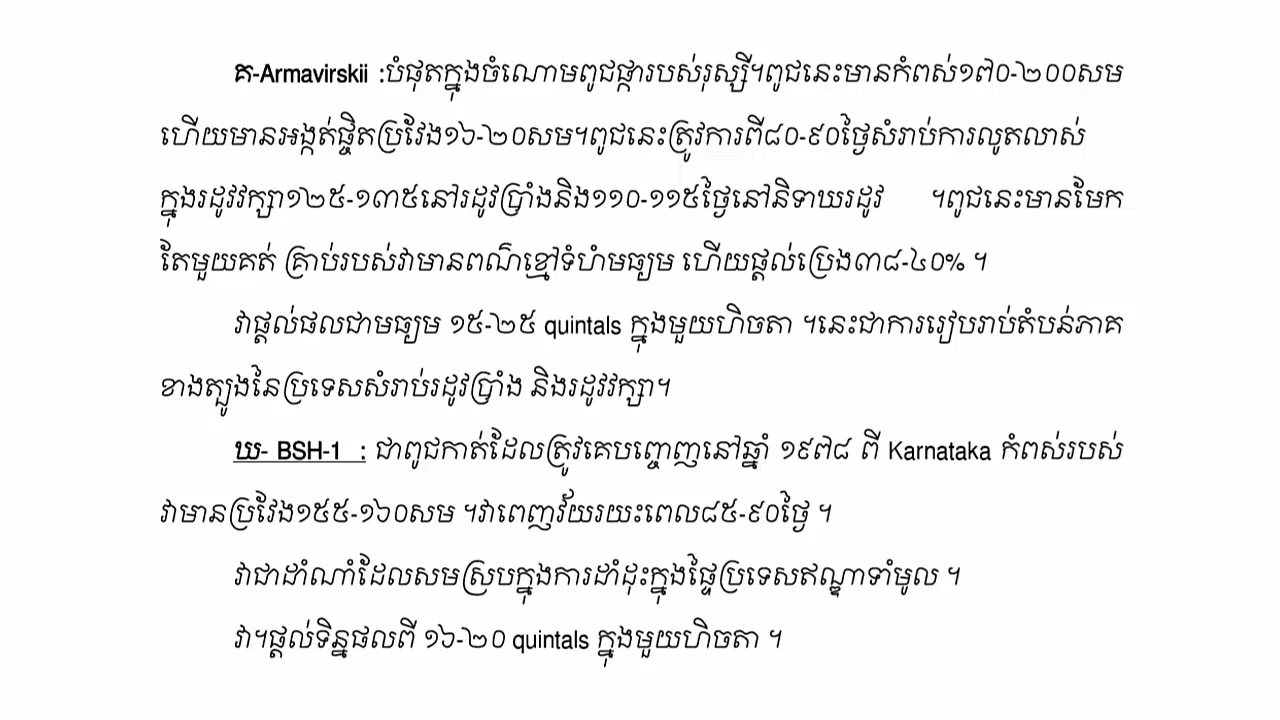 គ-Armavirskii :បំផុតក្នុងចំណោមពូជផ្ការបស់រុស្ស៊ី។ពូជនេះមានកំពស់១៧០-២០០សម
ហើយមានអង្កត់ផ្ចិតប្រវែង១៦-២០សម។ពូជនេះត្រូវការពី៨០-៩០ថ្ងៃសំរាប់ការលូតលាស់
ក្នុងរដូវវក្សា១២៥-១៣៥នៅរដូវប្រាំងនិង១១០-១១៥ថ្ងៃនៅនិទាឃរដូវ ។ពូជនេះមានមែក
តែមួយគត់ គ្រាប់របស់វាមានពណ៌ខ្មៅទំហំមធ្យម ហើយផ្តល់ប្រេង៣៨-៤០% ។
វាផ្តល់ផលជាមធ្យម ១៥-២៥ quintals ក្នុងមួយហិចតា ។នេះជាការរៀបរាប់តំបន់ភាគ
ខាងត្បូងនៃប្រទេសសំរាប់រដូវប្រាំង និងរដូវវក្សា។
ឃ- BSH-1 : ជាពូជកាត់ដែលត្រូវគេបញ្ចោញនៅឆ្នាំ ១៩៧៨ ពី Karnataka កំពស់របស់
វាមានប្រវែង១៥៥-១៦០សម ។វាពេញវ័យរយះពេល៨៥-៩០ថ្ងៃ ។
វាជាដាំណាំដែលសមស្របក្នុងការដាំដុះក្នុងផ្ទៃប្រទេសឥណ្ឌាទាំមូល ។
វា។ផ្តល់ទិន្នផលពី ១៦-២០ quintals ក្នុងមួយហិចតា ។